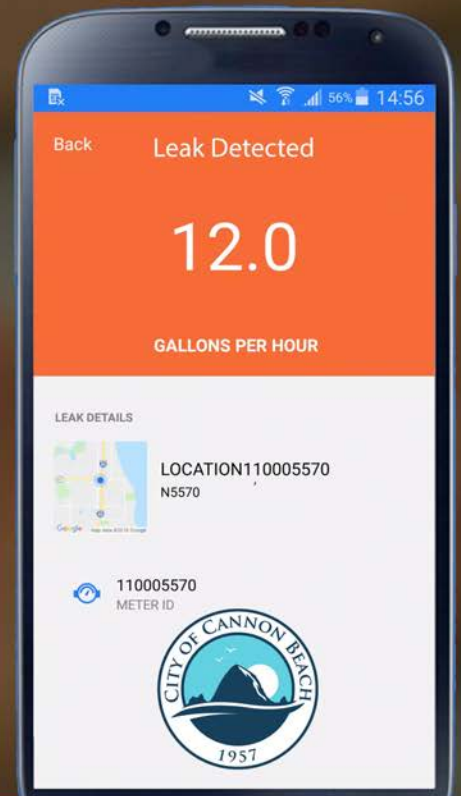 56% 14:56
Back Leak Detected
12.0
GALLONS PER HOUR
LEAK DETAILS
LOCATION110005570
,
N5570
Google
110005570
METER ID
CITY OF CANNON BEACH
1957